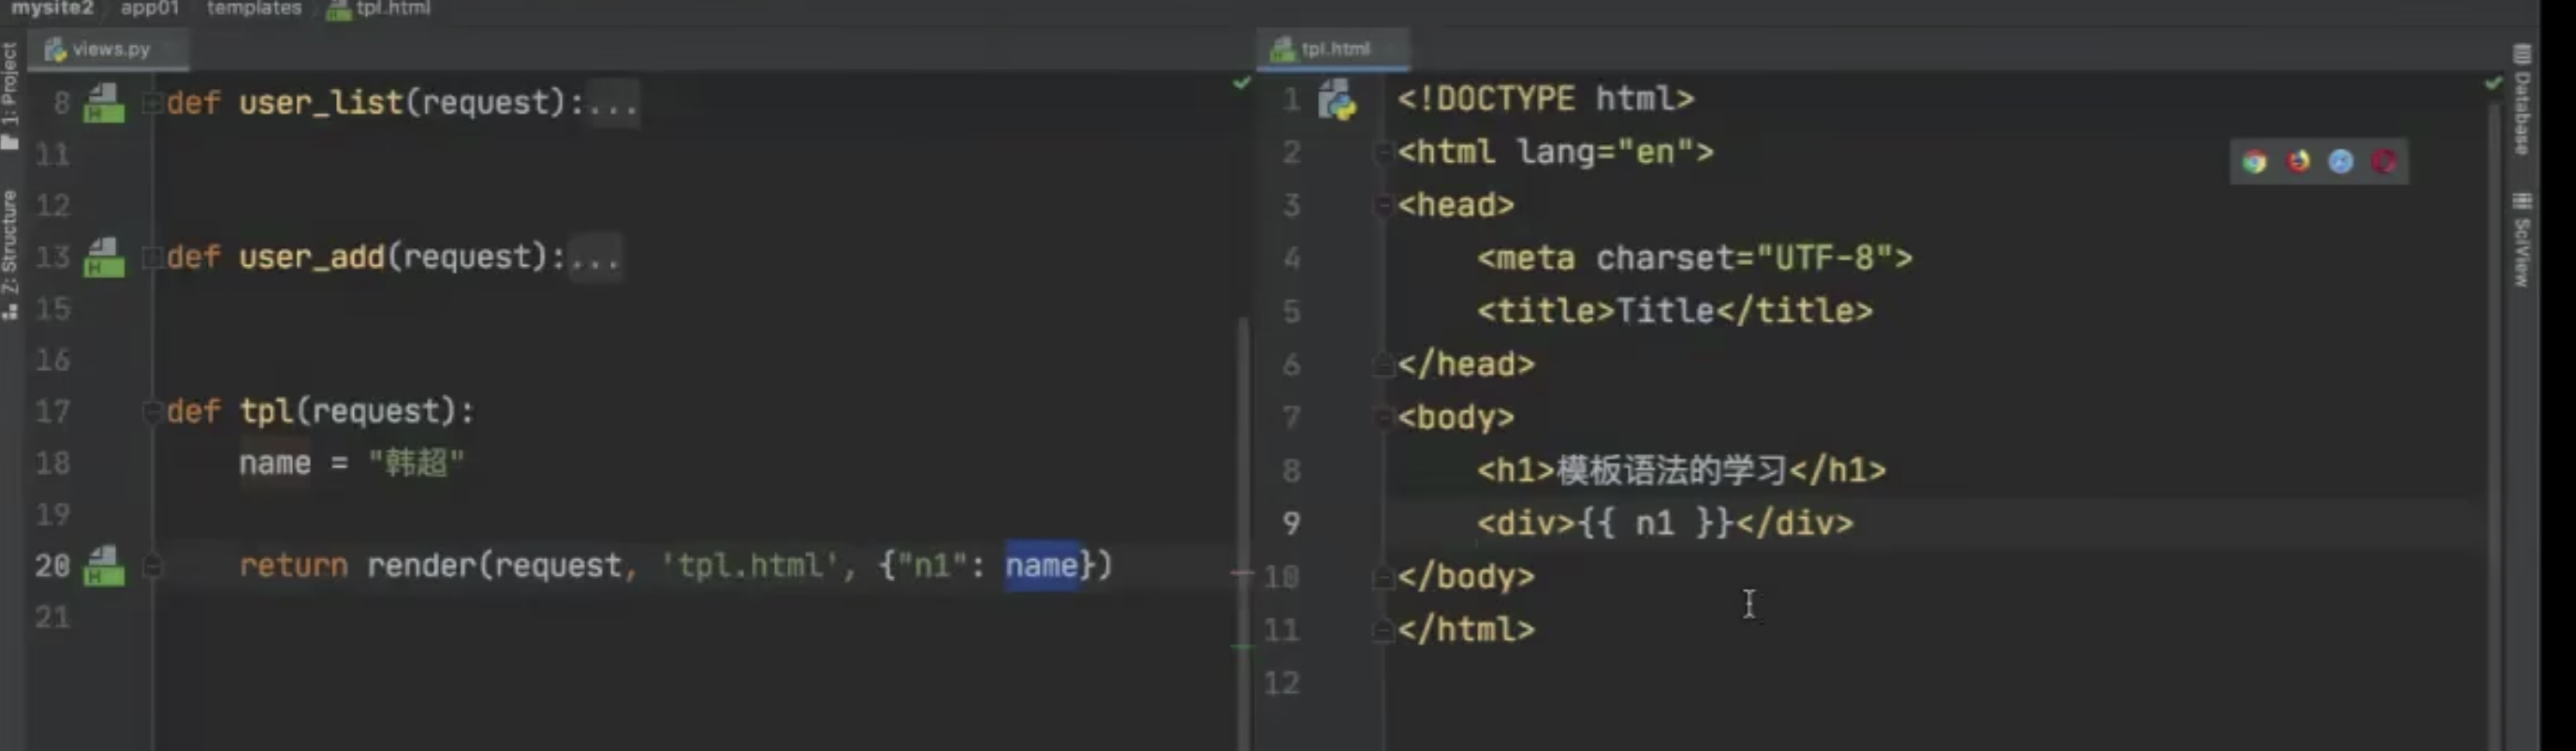 mysite2 app01 templates tpl.html
1: Project
Z: Structure
views.py
8 def user_list(request):...
11
12
13 def user_add(request):...
15
16
17 def tpl(request):
18 name = "韩超"
19
20 return render(request, 'tpl.html', {"n1": name})
21
tpl.html
1 <!DOCTYPE html>
2 <html lang="en">
3 <head>
4 <meta charset="UTF-8">
5 <title>Title</title>
6 </head>
7 <body>
8 <h1>模板语法的学习</h1>
9 <div>{{ n1 }}</div>
10 </body>
11 </html>
12
Database
SciView